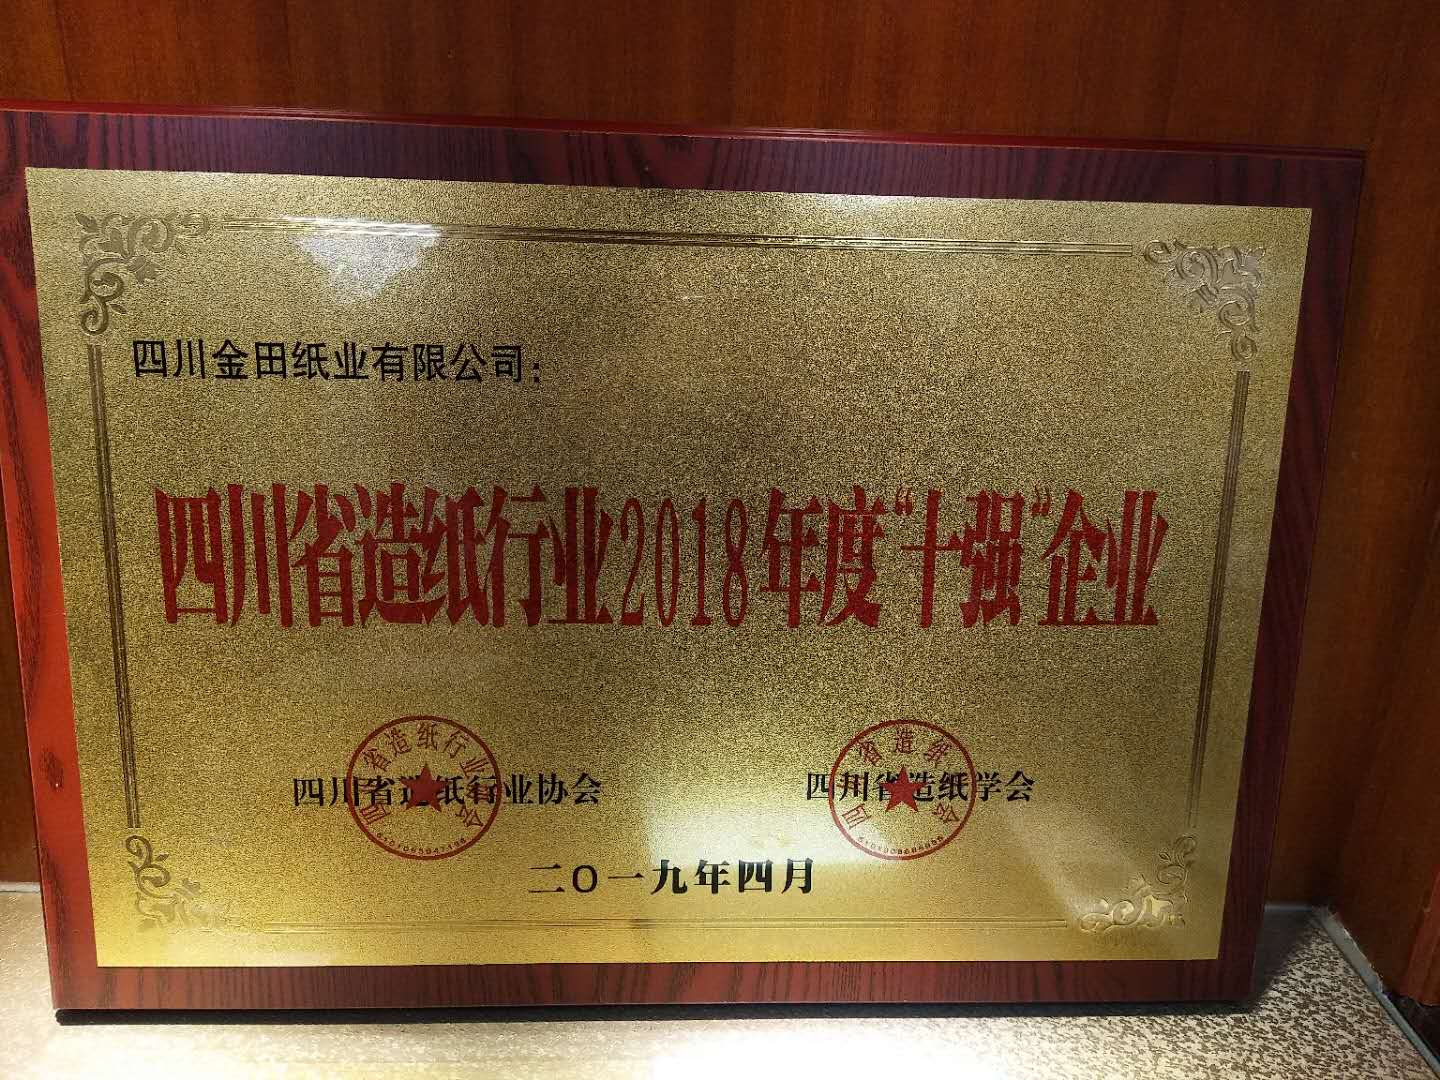 四川金田纸业有限公司：
四川省造纸行业2018年度“十强”企业
四川省造纸行业协会
四川省造纸学会
二〇一九年四月